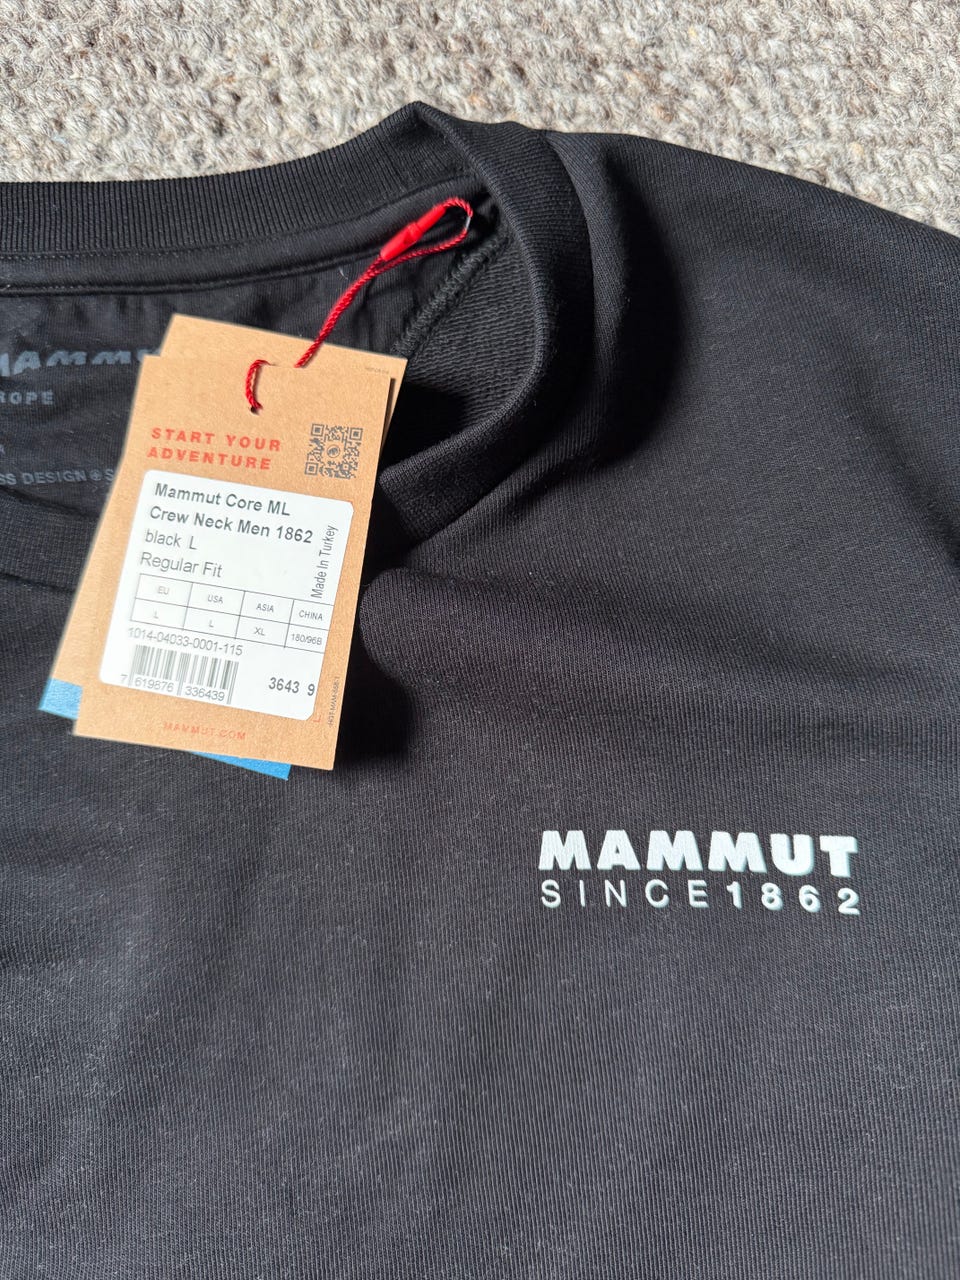 MAMMUT
START YOUR
ADVENTURE
Mammut Core ML
Crew Neck Men 1862
black L
Regular Fit
Made In Turkey
EU USA ASIA CHINA
L L XL 180/96B
1014-04033-0001-115
7 619876 336439
3643 9
MAMMUT.COM
MAMMUT
SINCE1862